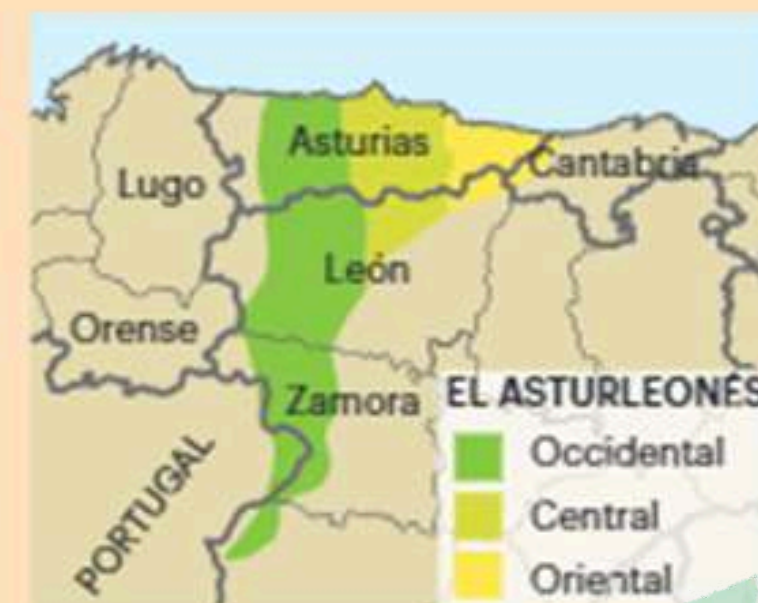 Asturias
Cantabria
Lugo
León
Orense
Zamora
PORTUGAL
EL ASTURLEONÉS
Occidental
Central
Oriental